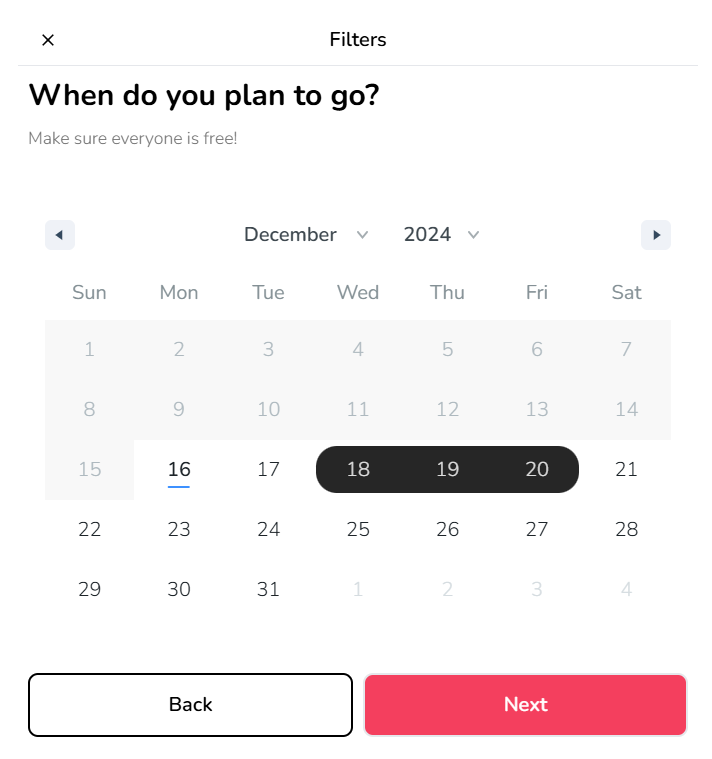 Filters
When do you plan to go?
Make sure everyone is free!
December 2024
Sun Mon Tue Wed Thu Fri Sat
1 2 3 4 5 6 7
8 9 10 11 12 13 14
15 16 17 18 19 20 21
22 23 24 25 26 27 28
29 30 31 1 2 3 4
Back Next